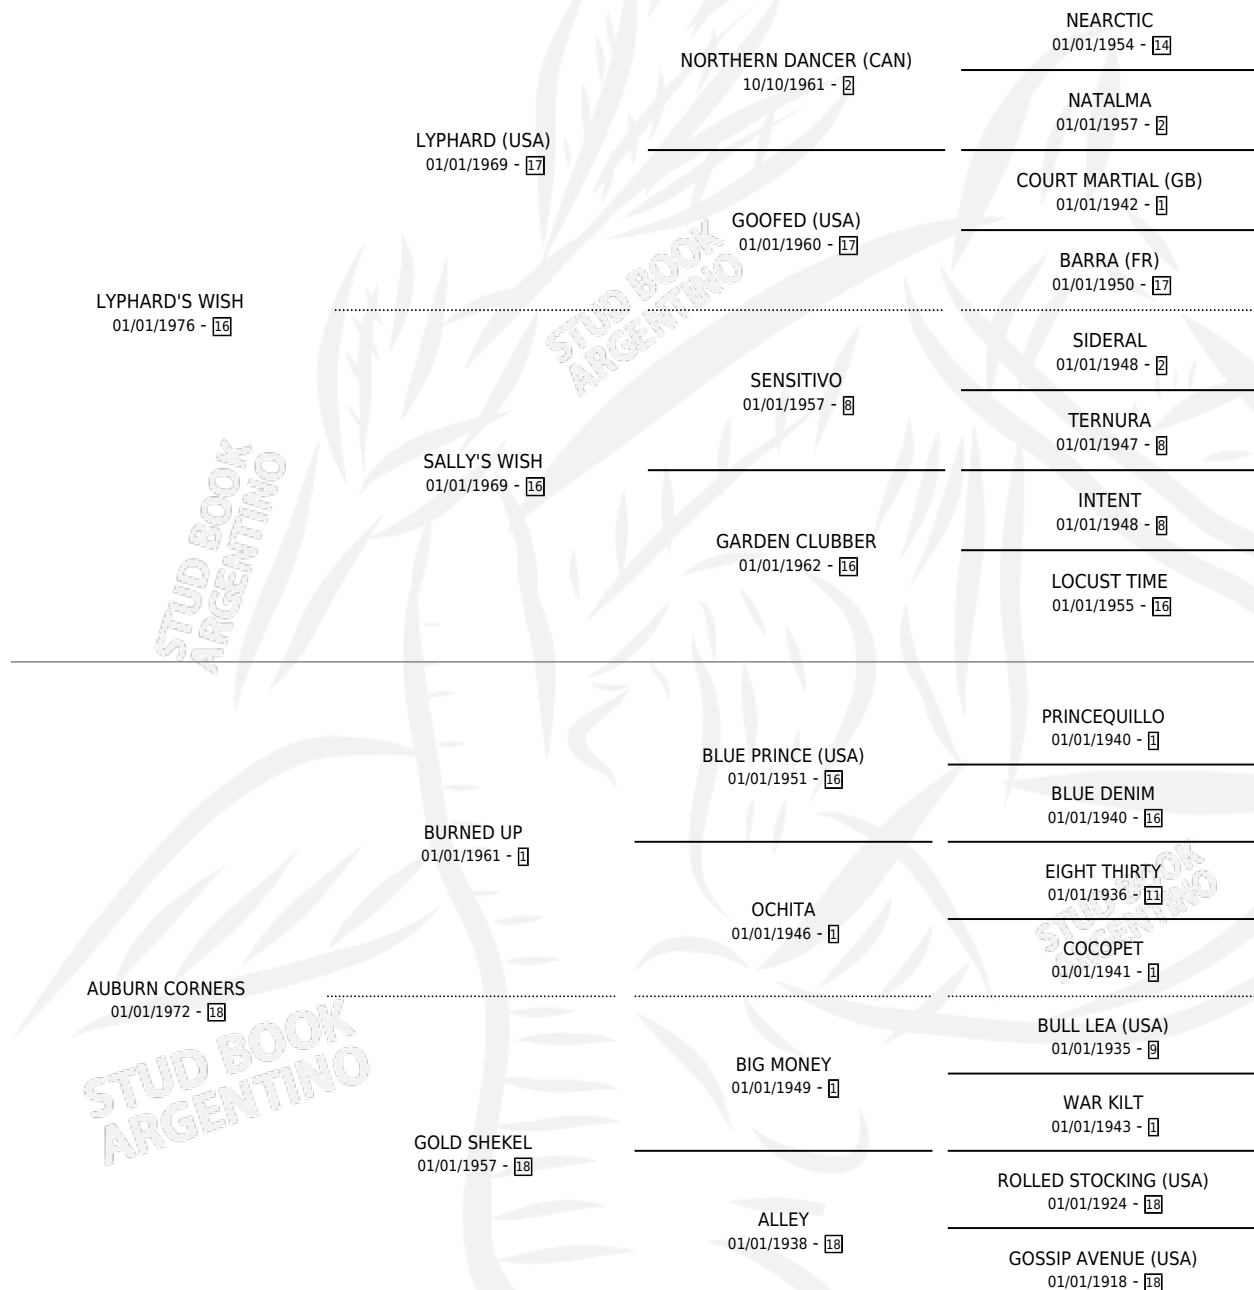 NEARCTIC
01/01/1954 - 14
NORTHERN DANCER (CAN)
10/10/1961 - 2
NATALMA
01/01/1957 - 2
LYPHARD (USA)
01/01/1969 - 17
COURT MARTIAL (GB)
01/01/1942 - 1
GOOFED (USA)
01/01/1960 - 17
BARRA (FR)
01/01/1950 - 17
LYPHARD'S WISH
01/01/1976 - 16
STUD BOOK
ARGENTINO
SIDERAL
01/01/1948 - 2
SENSITIVO
01/01/1957 - 8
TERNURA
01/01/1947 - 8
SALLY'S WISH
01/01/1969 - 16
INTENT
01/01/1948 - 8
GARDEN CLUBBER
01/01/1962 - 16
LOCUST TIME
01/01/1955 - 16
STUD BOOK
ARGENTINO
PRINCEQUILLO
01/01/1940 - 1
BLUE PRINCE (USA)
01/01/1951 - 16
BLUE DENIM
01/01/1940 - 16
BURNED UP
01/01/1961 - 1
EIGHT THIRTY
01/01/1936 - 11
OCHITA
01/01/1946 - 1
COCOPET
01/01/1941 - 1
STUD BOOK
ARGENTINO
AUBURN CORNERS
01/01/1972 - 18
STUD BOOK
ARGENTINO
BULL LEA (USA)
01/01/1935 - 9
BIG MONEY
01/01/1949 - 1
WAR KILT
01/01/1943 - 1
GOLD SHEKEL
01/01/1957 - 18
ROLLED STOCKING (USA)
01/01/1924 - 18
ALLEY
01/01/1938 - 18
GOSSIP AVENUE (USA)
01/01/1918 - 18